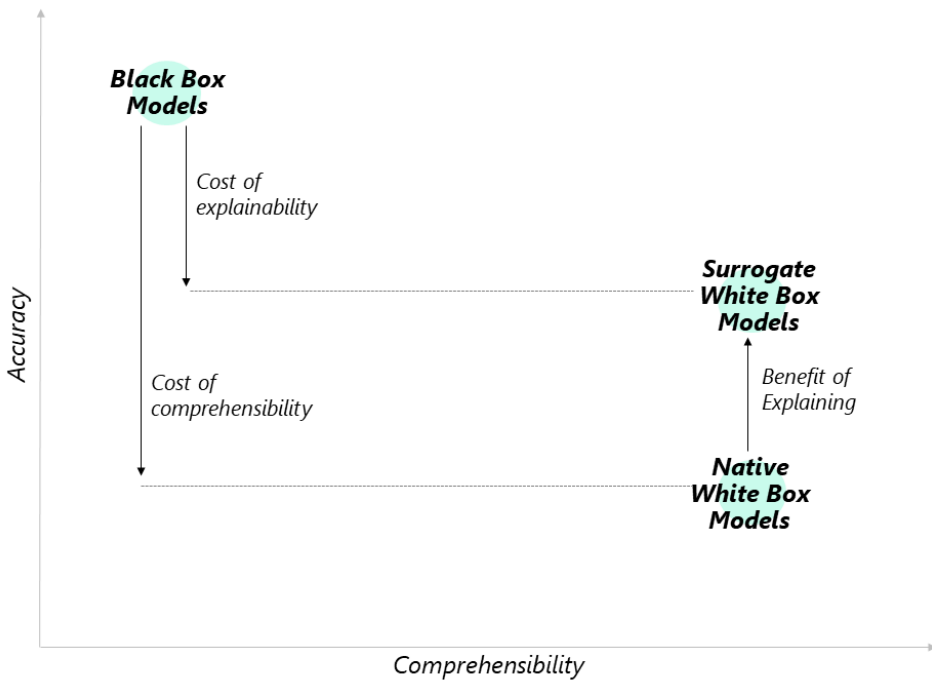 Black Box
Models
Cost of
explainability
Surrogate
White Box
Models
Accuracy
Cost of
comprehensibility
Benefit of
Explaining
Native
White Box
Models
Comprehensibility